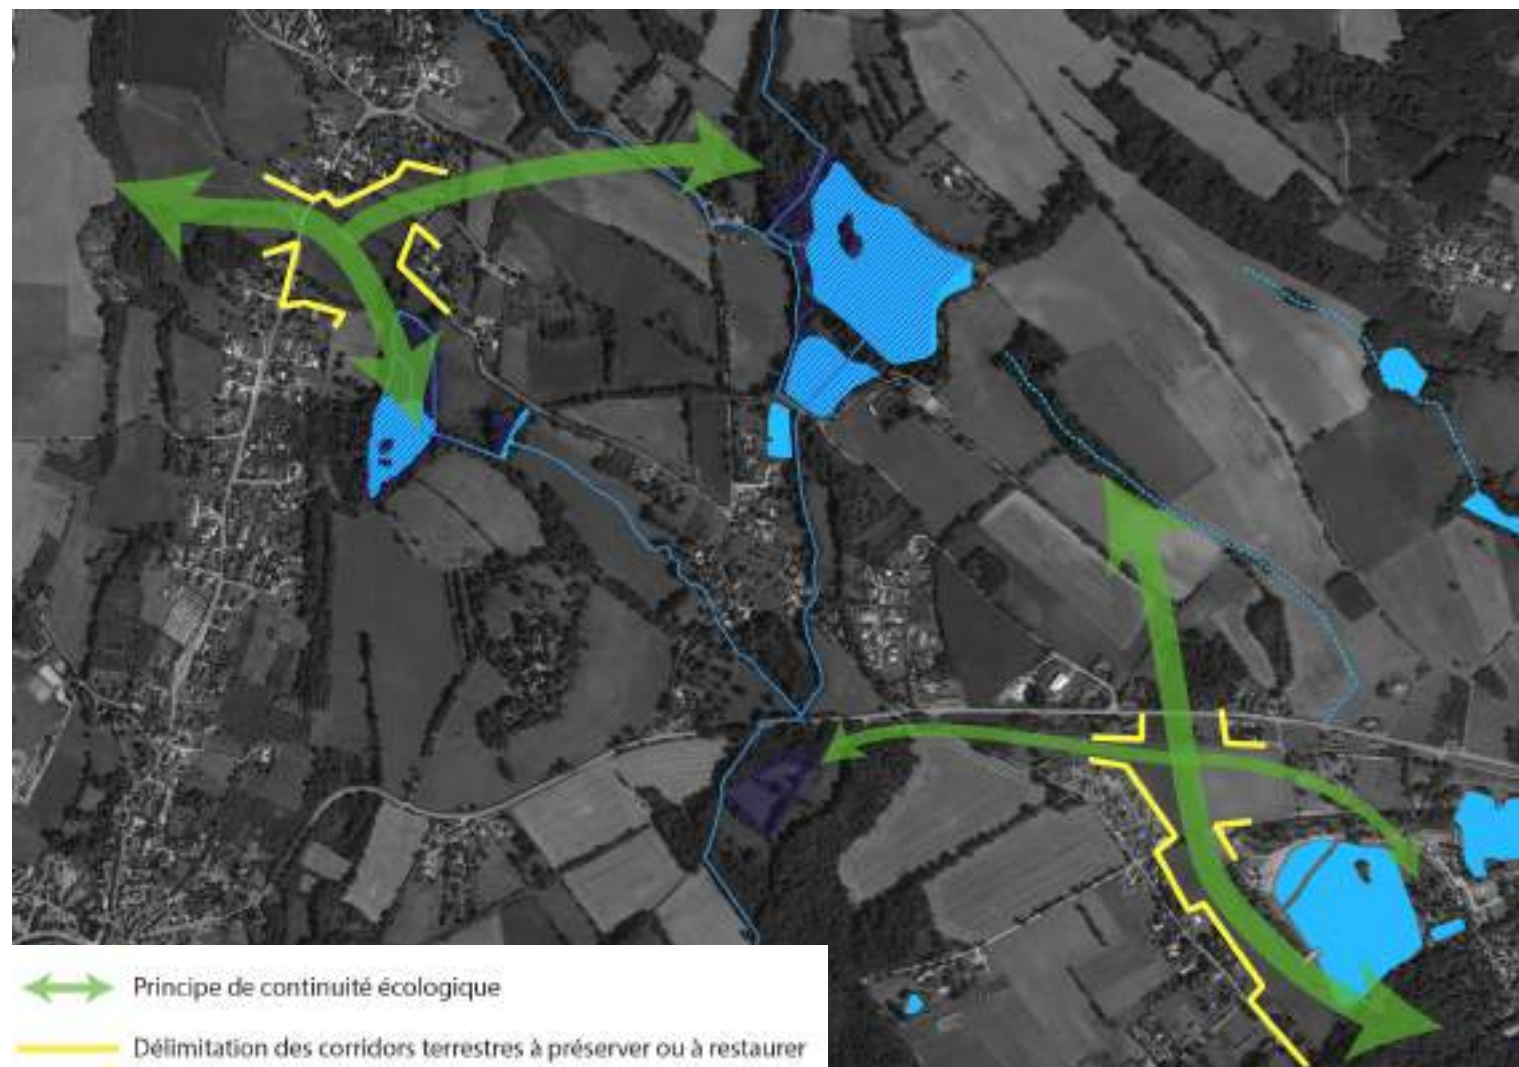 Principe de continuité écologique
Délimitation des corridors terrestres à préserver ou à restaurer